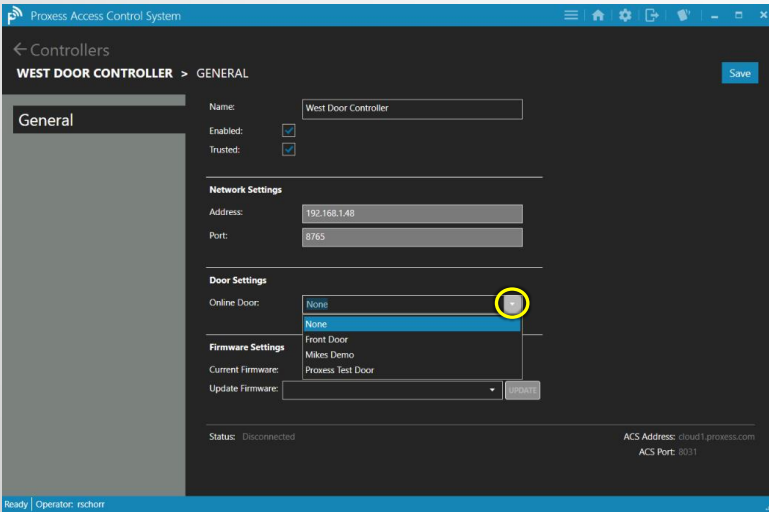 Proxess Access Control System
Controllers
WEST DOOR CONTROLLER > GENERAL
Save
General
Name: West Door Controller
Enabled:
Trusted:
Network Settings
Address: 192.168.1.48
Port: 8765
Door Settings
Online Door: None
None
Front Door
Firmware Settings
Mikes Demo
Current Firmware: Proxess Test Door
Update Firmware: UPDATE
Status: Disconnected ACS Address: cloud1.proxess.com
ACS Port: 8031
Ready Operator: rschorr